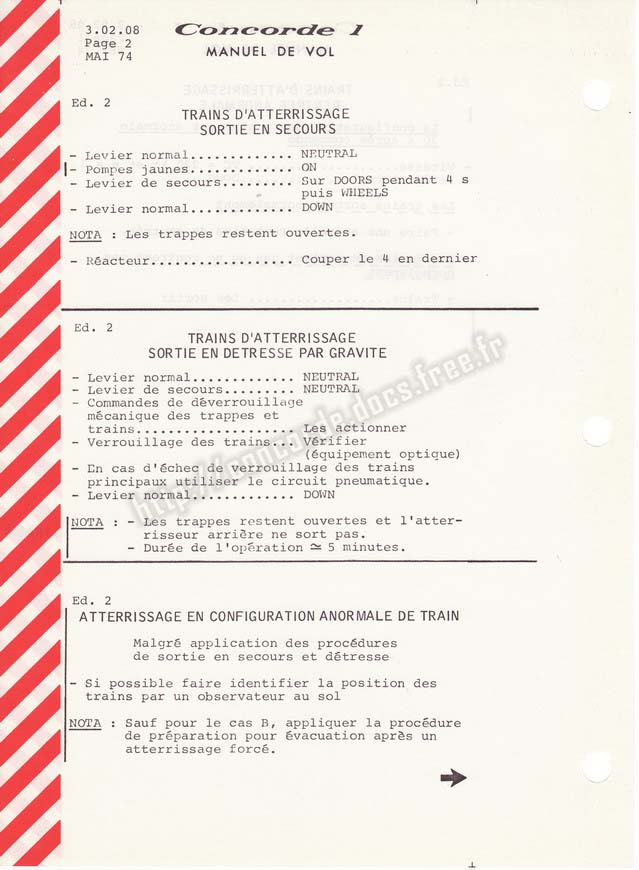 3.02.08
Page 2
MAI 74
Concorde 1
MANUEL DE VOL
Ed. 2
TRAINS D'ATTERRISSAGE
SORTIE EN SECOURS
- Levier normal............. NEUTRAL
- Pompes jaunes............. ON
- Levier de secours......... Sur DOORS pendant 4 s
puis WHEELS
- Levier normal............. DOWN
NOTA : Les trappes restent ouvertes.
- Réacteur.................. Couper le 4 en dernier
Ed. 2
TRAINS D'ATTERRISSAGE
SORTIE EN DETRESSE PAR GRAVITE
- Levier normal............. NEUTRAL
- Levier de secours......... NEUTRAL
- Commandes de déverrouillage
mécanique des trappes et
trains.................... Les actionner
- Verrouillage des trains... Vérifier
(équipement optique)
- En cas d'échec de verrouillage des trains
principaux utiliser le circuit pneumatique.
- Levier normal............. DOWN
NOTA : - Les trappes restent ouvertes et l'atter-
risseur arrière ne sort pas.
- Durée de l'opération ≃ 5 minutes.
Ed. 2
ATTERRISSAGE EN CONFIGURATION ANORMALE DE TRAIN
Malgré application des procédures
de sortie en secours et détresse
- Si possible faire identifier la position des
trains par un observateur au sol
NOTA : Sauf pour le cas B, appliquer la procédure
de préparation pour évacuation après un
atterrissage forcé.
http://concorde.docs.free.fr